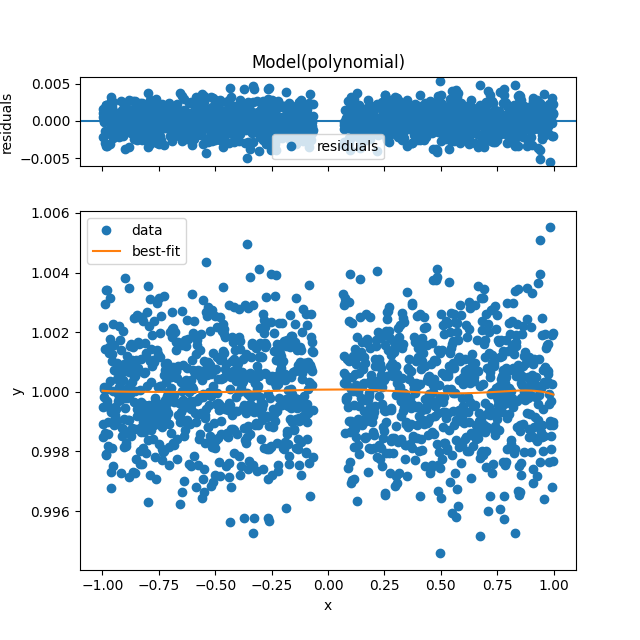 Model(polynomial)
0.005
0.000
−0.005
residuals
residuals
1.006
1.004
1.002
1.000
0.998
0.996
y
data
best-fit
−1.00 −0.75 −0.50 −0.25 0.00 0.25 0.50 0.75 1.00
x